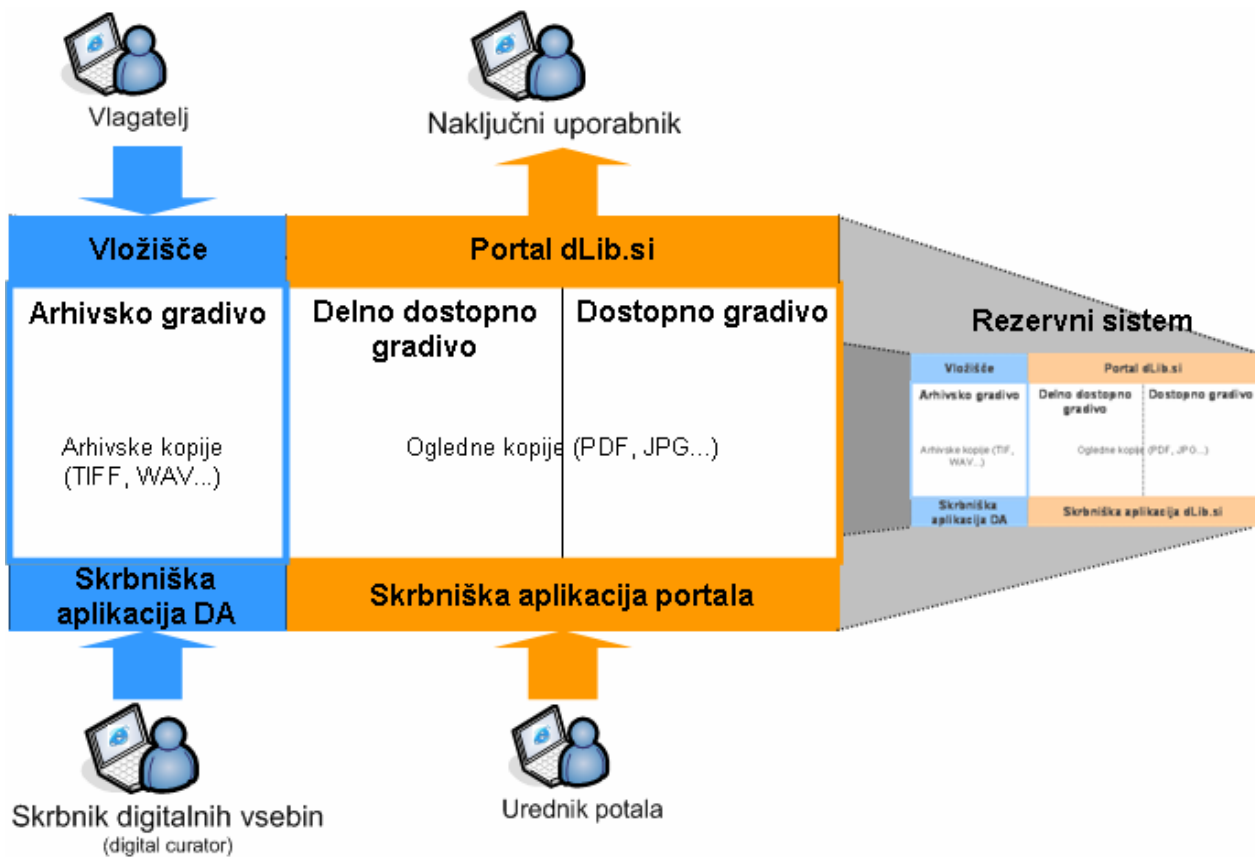 Vlagatelj
Naključni uporabnik
Vložišče
Portal dLib.si
Arhivsko gradivo
Delno dostopno
gradivo
Dostopno gradivo
Arhivske kopije
(TIFF, WAV...)
Ogledne kopije (PDF, JPG...)
Skrbniška
aplikacija DA
Skrbniška aplikacija portala
Skrbnik digitalnih vsebin
(digital curator)
Urednik potala
Rezervni sistem
Vložišče
Portal dLib.si
Arhivsko gradivo
Delno dostopno
gradivo
Dostopno gradivo
Arhivske kopije (TIF,
WAV...)
Ogledne kopije (PDF, JPG...)
Skrbniška
aplikacija DA
Skrbniška aplikacija dLib.si